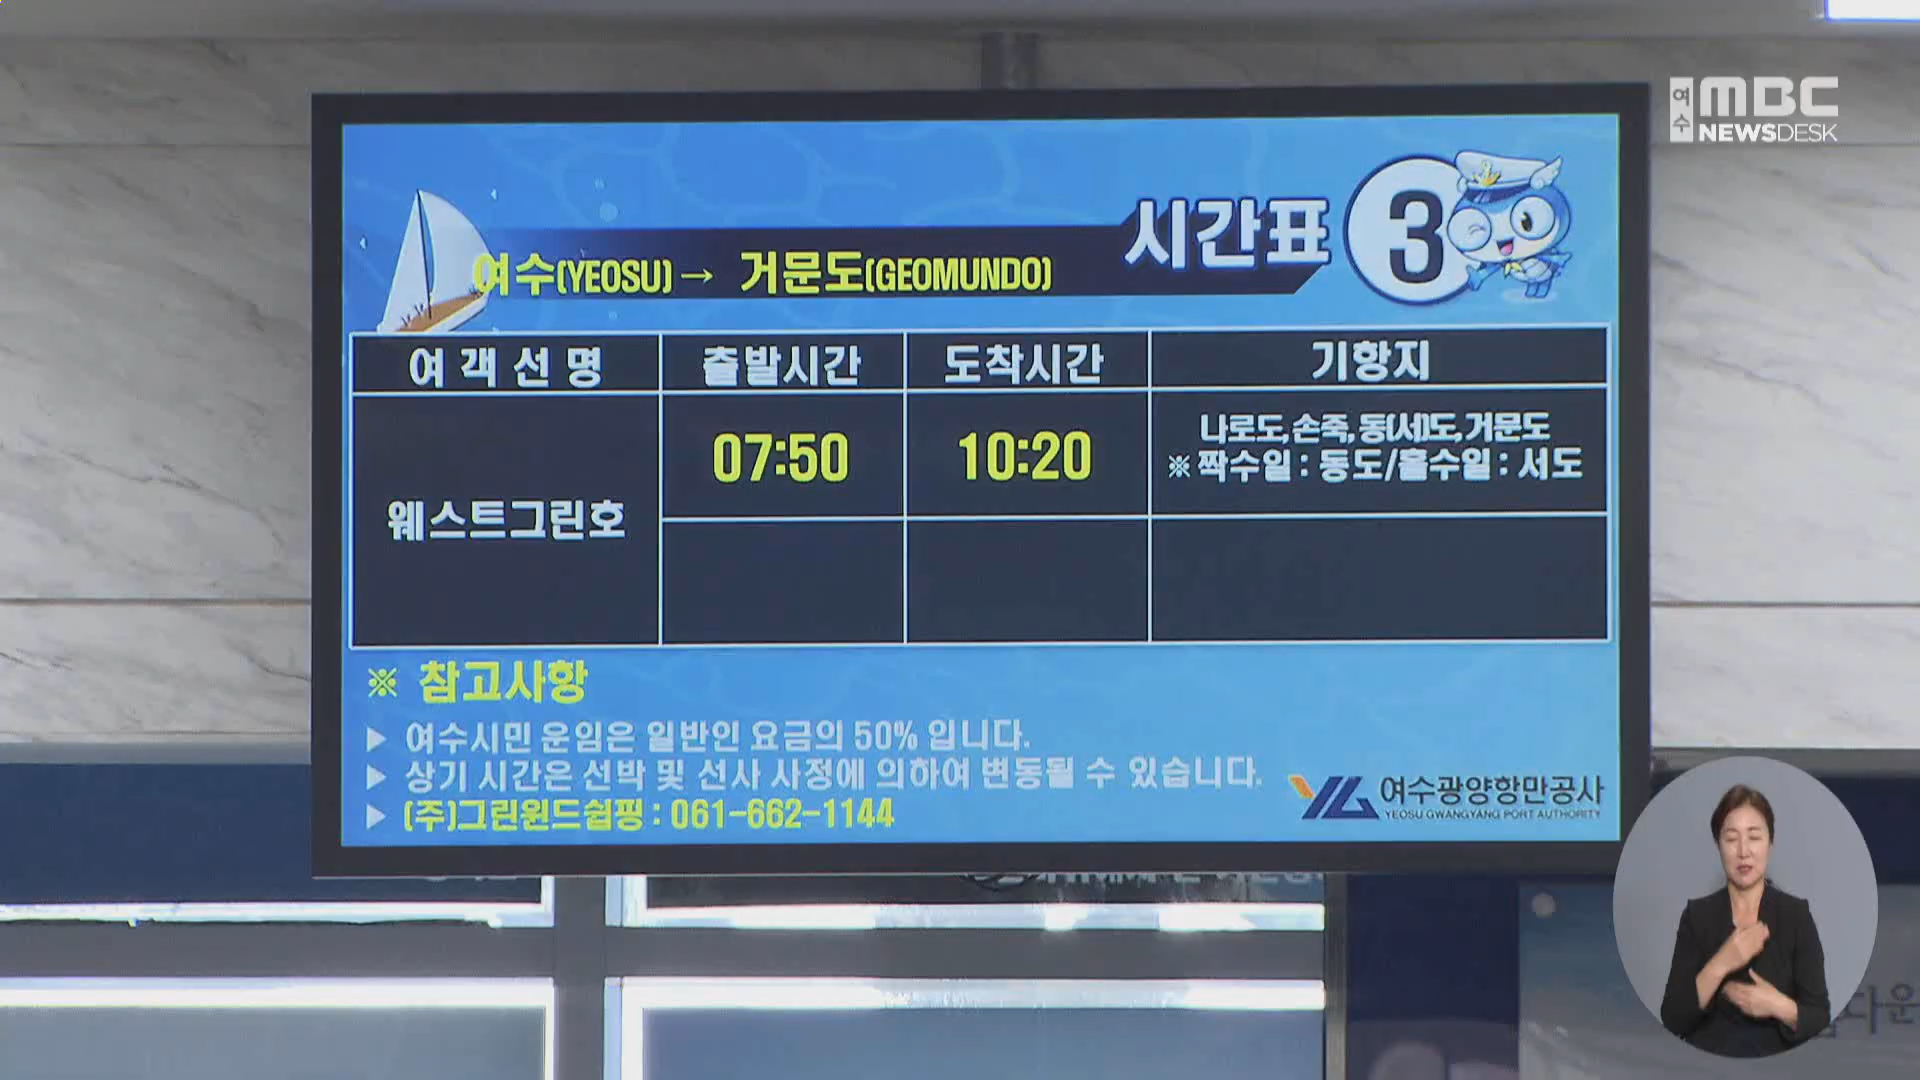 여수 MBC
NEWSDESK
시간표 3
여수(YEOSU) → 거문도(GEOMUNDO)
여객선명 출발시간 도착시간 기항지
웨스트그린호 07:50 10:20 나로도, 손죽, 동(서)도, 거문도
※ 짝수일 : 동도/홀수일 : 서도
※ 참고사항
▶ 여수시민 운임은 일반인 요금의 50% 입니다.
▶ 상기 시간은 선박 및 선사 사정에 의하여 변동될 수 있습니다.
▶ (주)그린윈드쉽핑 : 061-662-1144
여수광양항만공사
YEOSU GWANGYANG PORT AUTHORITY